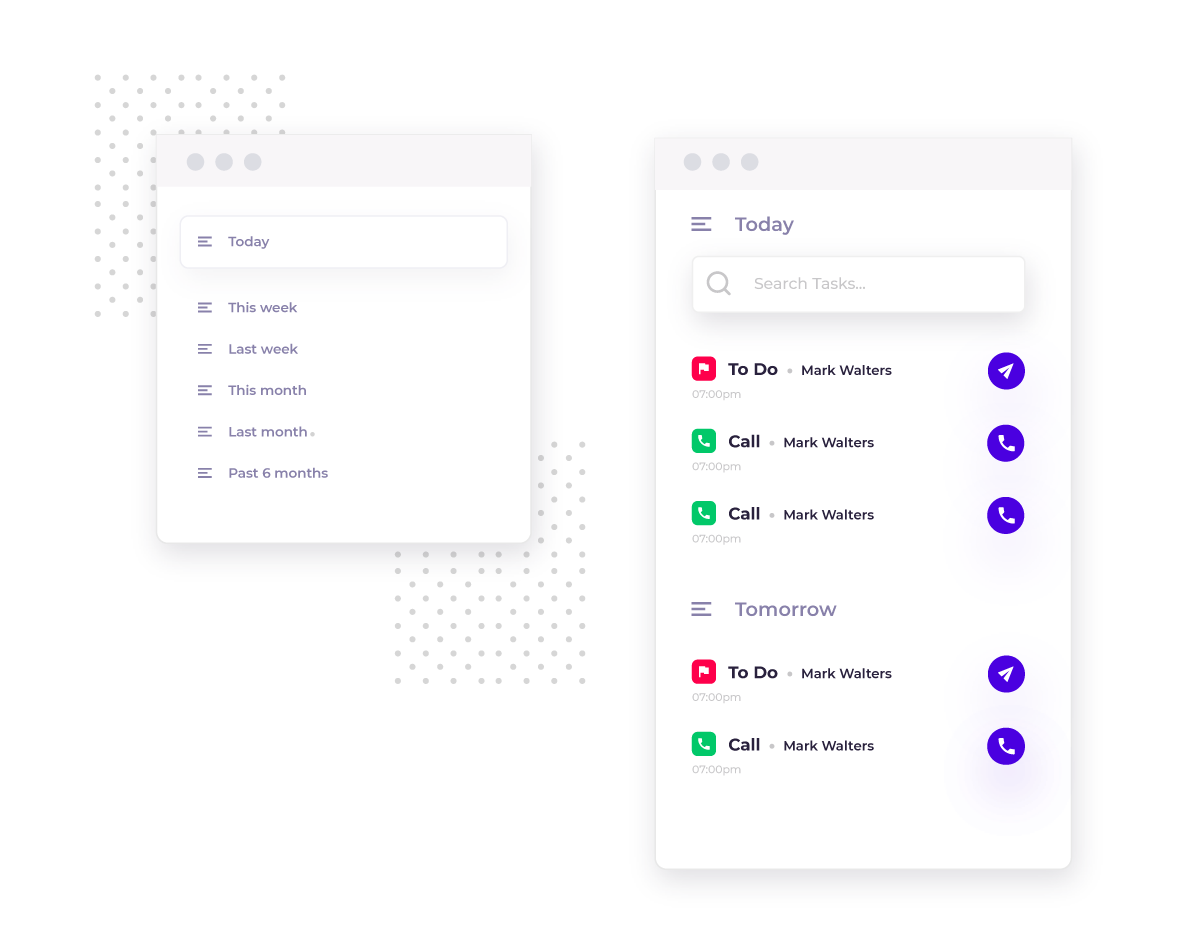 Today
This week
Last week
This month
Last month
Past 6 months
Today
Search Tasks...
To Do • Mark Walters
07:00pm
Call • Mark Walters
07:00pm
Call • Mark Walters
07:00pm
Tomorrow
To Do • Mark Walters
07:00pm
Call • Mark Walters
07:00pm